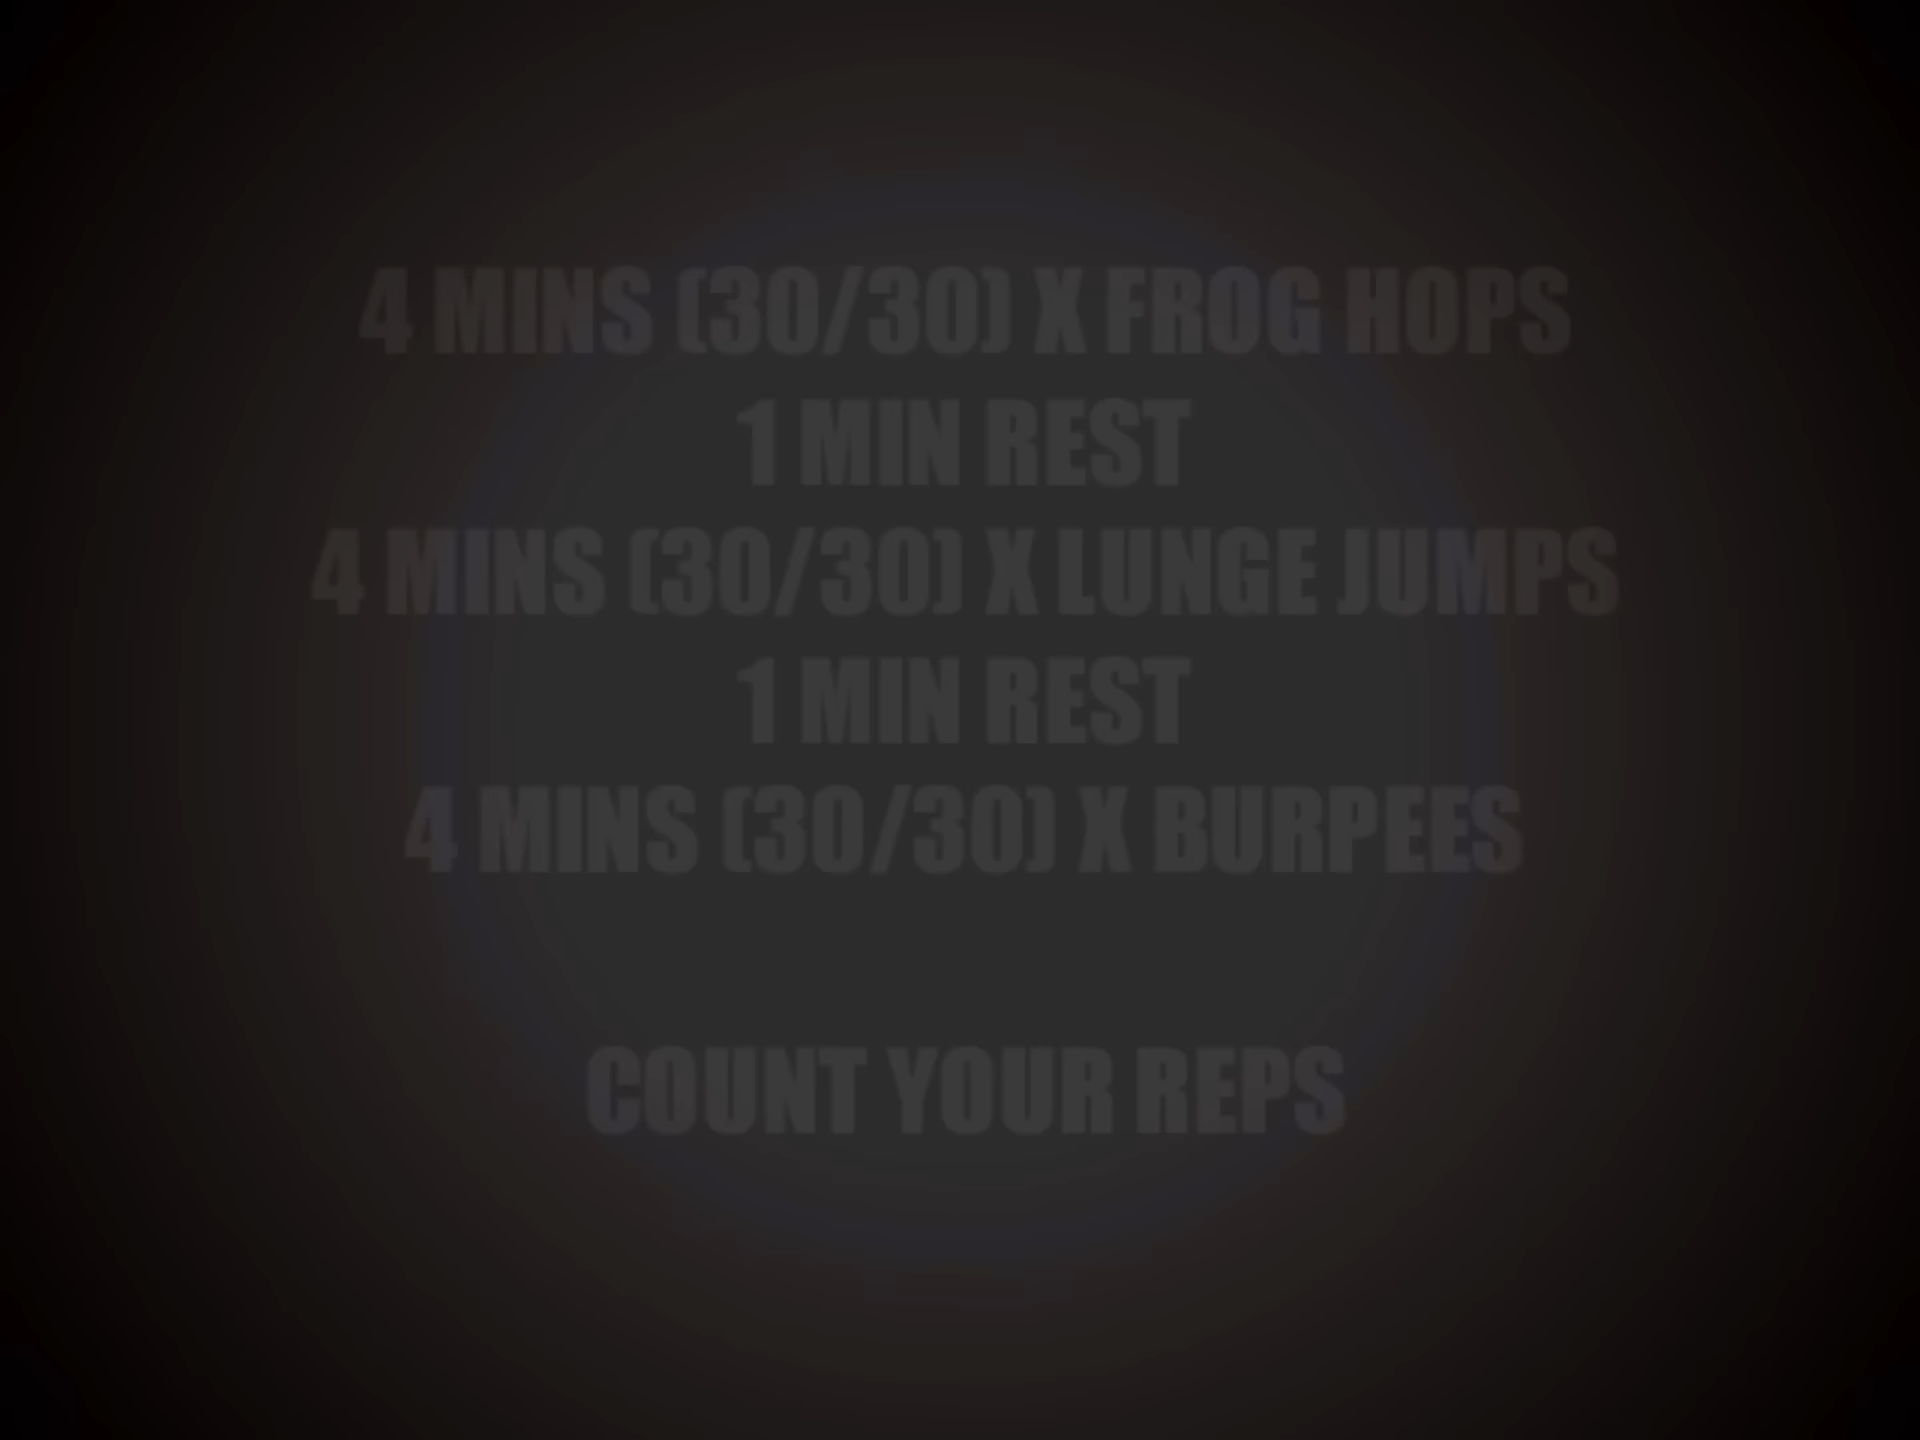 4 MINS (30/30) X FROG HOPS
1 MIN REST
4 MINS (30/30) X LUNGE JUMPS
1 MIN REST
4 MINS (30/30) X BURPEES
COUNT YOUR REPS